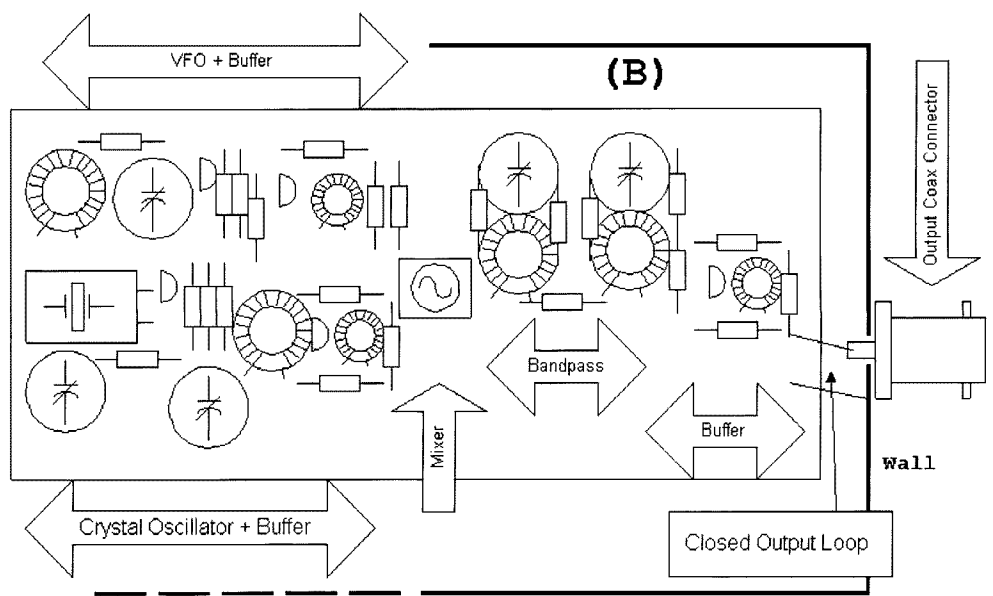 VFO + Buffer
(B)
Output Coax Connector
Bandpass
Buffer
Mixer
Wall
Crystal Oscillator + Buffer
Closed Output Loop